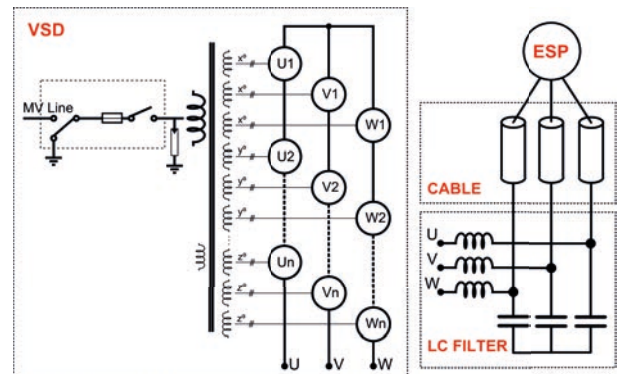 VSD
MV Line
x°
U1
x°
V1
x°
W1
y°
U2
y°
V2
y°
W2
z°
Un
z°
Vn
z°
Wn
U
V
W
ESP
CABLE
U
V
W
LC FILTER